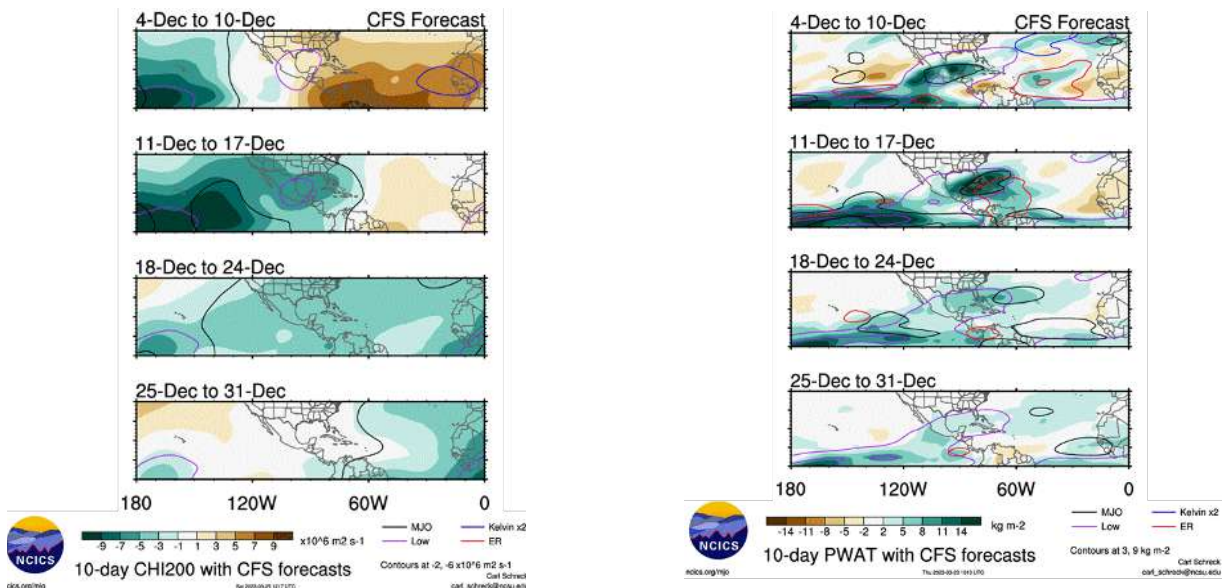 4-Dec to 10-Dec CFS Forecast
11-Dec to 17-Dec
18-Dec to 24-Dec
25-Dec to 31-Dec
180 120W 60W 0
NCICS
-9 -7 -5 -3 -1 1 3 5 7 9 x10^6 m2 s-1
MJO Kelvin x2
Low ER
10-day CHI200 with CFS forecasts
Contours at -2, -6 x10^6 m2 s-1
Carl Schreck
ncics.org/mjo
4-Dec to 10-Dec CFS Forecast
11-Dec to 17-Dec
18-Dec to 24-Dec
25-Dec to 31-Dec
180 120W 60W 0
NCICS
-14 -11 -8 -5 -2 2 5 8 11 14 kg m-2
MJO Kelvin x2
Low ER
10-day PWAT with CFS forecasts
Contours at 3, 9 kg m-2
Carl Schreck
ncics.org/mjo
carl_schreck@ncsu.edu